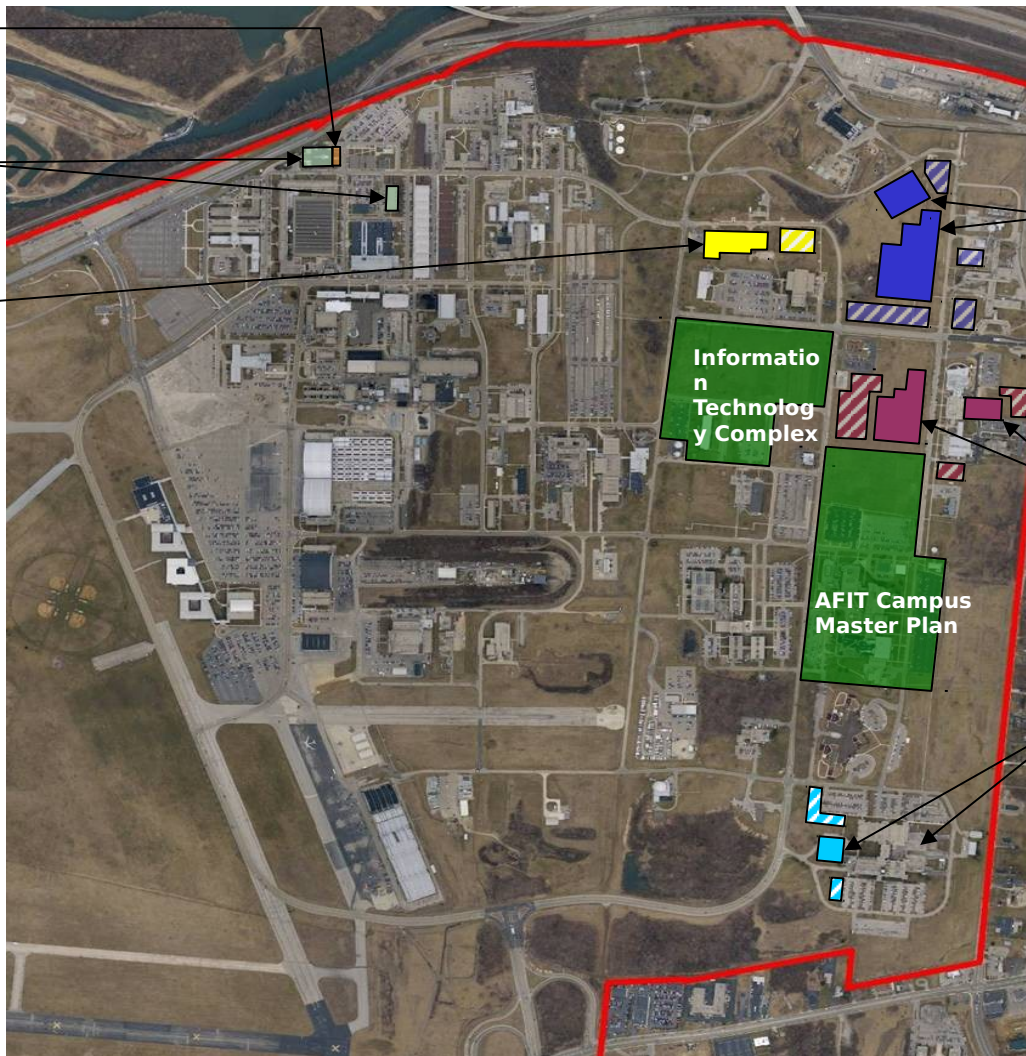 Informatio
n
Technolog
y Complex
AFIT Campus
Master Plan